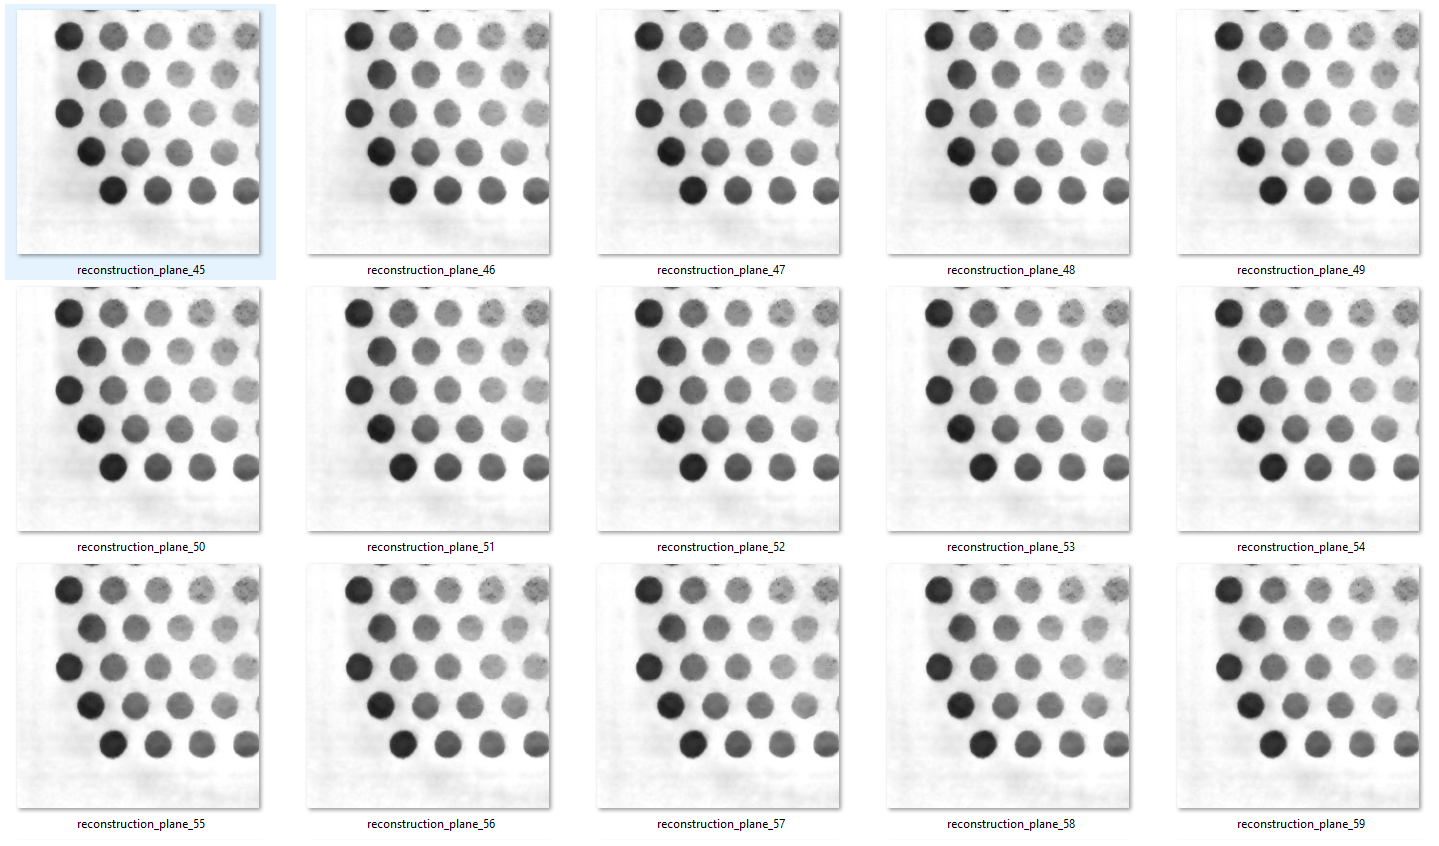 reconstruction_plane_45
reconstruction_plane_46
reconstruction_plane_47
reconstruction_plane_48
reconstruction_plane_49
reconstruction_plane_50
reconstruction_plane_51
reconstruction_plane_52
reconstruction_plane_53
reconstruction_plane_54
reconstruction_plane_55
reconstruction_plane_56
reconstruction_plane_57
reconstruction_plane_58
reconstruction_plane_59